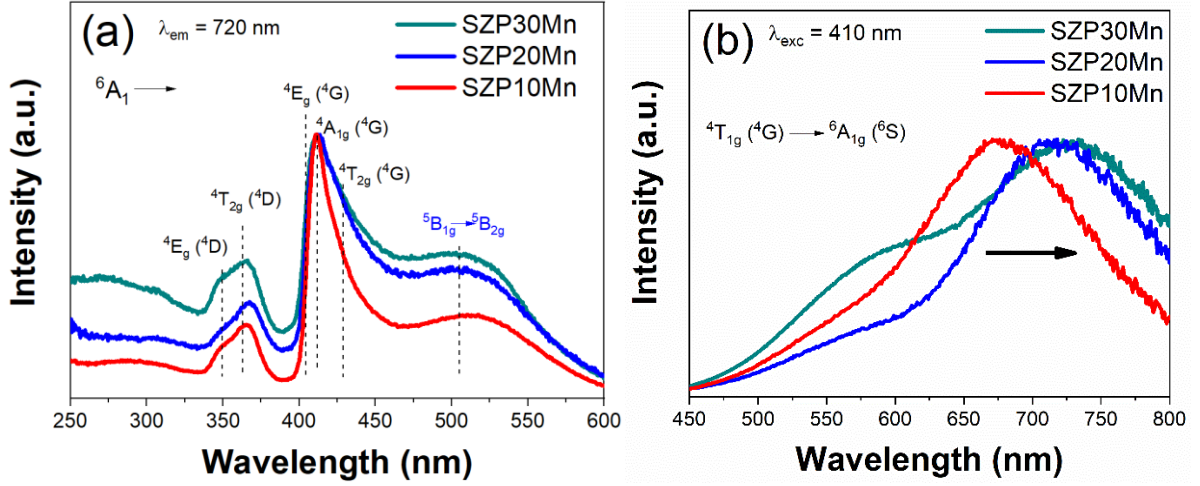 (a)
λem = 720 nm
SZP30Mn
SZP20Mn
SZP10Mn
6A1
4Eg (4G)
4A1g (4G)
4T2g (4G)
4T2g (4D)
4Eg (4D)
5B1g → 5B2g
Intensity (a.u.)
250 300 350 400 450 500 550 600
Wavelength (nm)
(b)
λexc = 410 nm
SZP30Mn
SZP20Mn
SZP10Mn
4T1g (4G) → 6A1g (6S)
Intensity (a.u.)
450 500 550 600 650 700 750 800
Wavelength (nm)